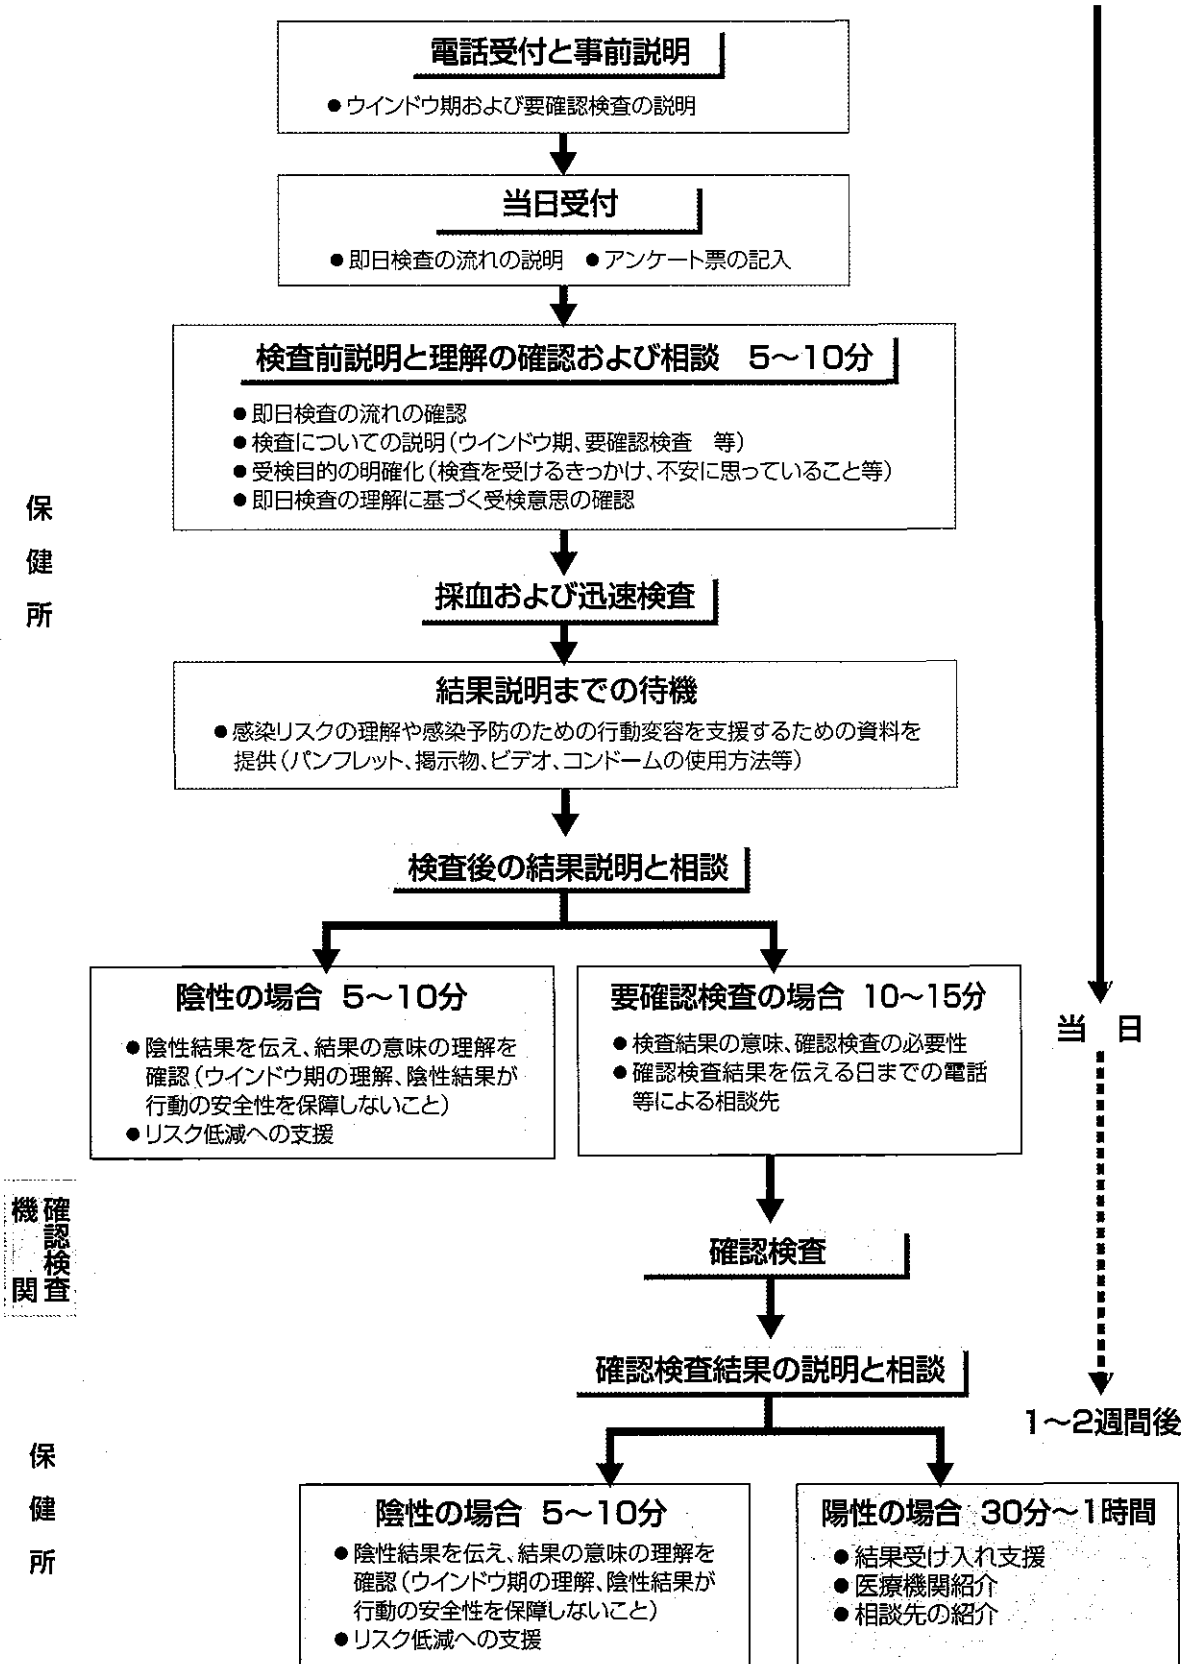 電話受付と事前説明
●ウインドウ期および要確認検査の説明
当日受付
●即日検査の流れの説明 ●アンケート票の記入
検査前説明と理解の確認および相談 5～10分
●即日検査の流れの確認
●検査についての説明（ウインドウ期、要確認検査 等）
●受検目的の明確化（検査を受けるきっかけ、不安に思っていること等）
●即日検査の理解に基づく受検意思の確認
保健所
採血および迅速検査
結果説明までの待機
●感染リスクの理解や感染予防のための行動変容を支援するための資料を
提供（パンフレット、掲示物、ビデオ、コンドームの使用方法等）
検査後の結果説明と相談
陰性の場合 5～10分
●陰性結果を伝え、結果の意味の理解を
確認（ウインドウ期の理解、陰性結果が
行動の安全性を保障しないこと）
●リスク低減への支援
要確認検査の場合 10～15分
●検査結果の意味、確認検査の必要性
●確認検査結果を伝える日までの電話
等による相談先
当 日
確認検査
機関
確認検査
確認検査結果の説明と相談
1～2週間後
保健所
陰性の場合 5～10分
●陰性結果を伝え、結果の意味の理解を
確認（ウインドウ期の理解、陰性結果が
行動の安全性を保障しないこと）
●リスク低減への支援
陽性の場合 30分～1時間
●結果受け入れ支援
●医療機関紹介
●相談先の紹介